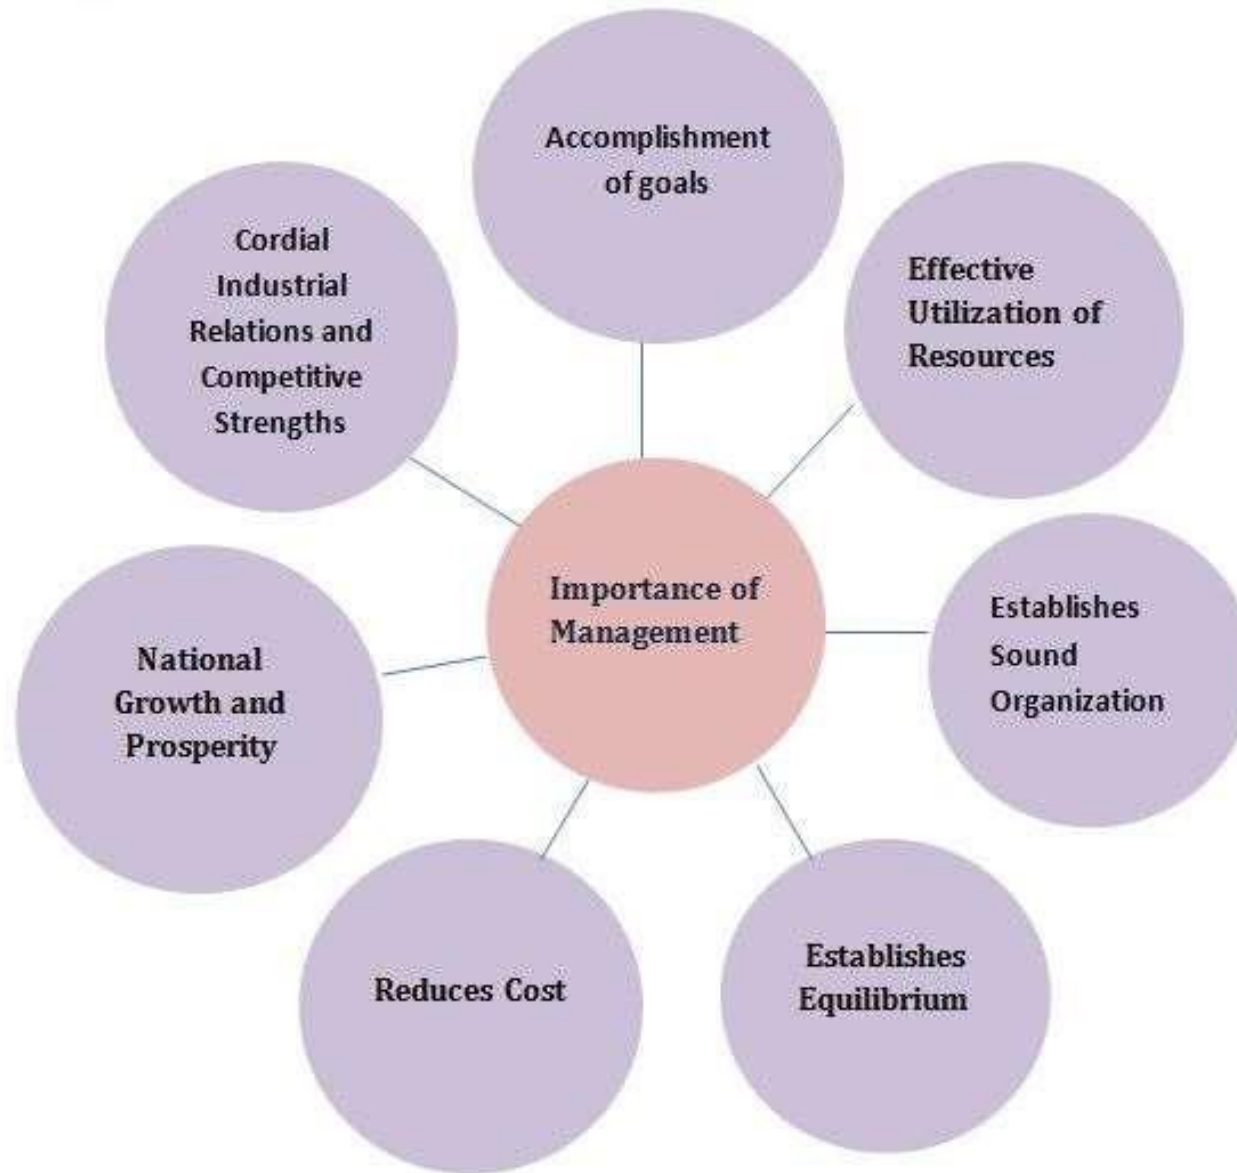 Accomplishment
of goals
Effective
Utilization of
Resources
Establishes
Sound
Organization
Establishes
Equilibrium
Reduces Cost
National
Growth and
Prosperity
Cordial
Industrial
Relations and
Competitive
Strengths
Importance of
Management